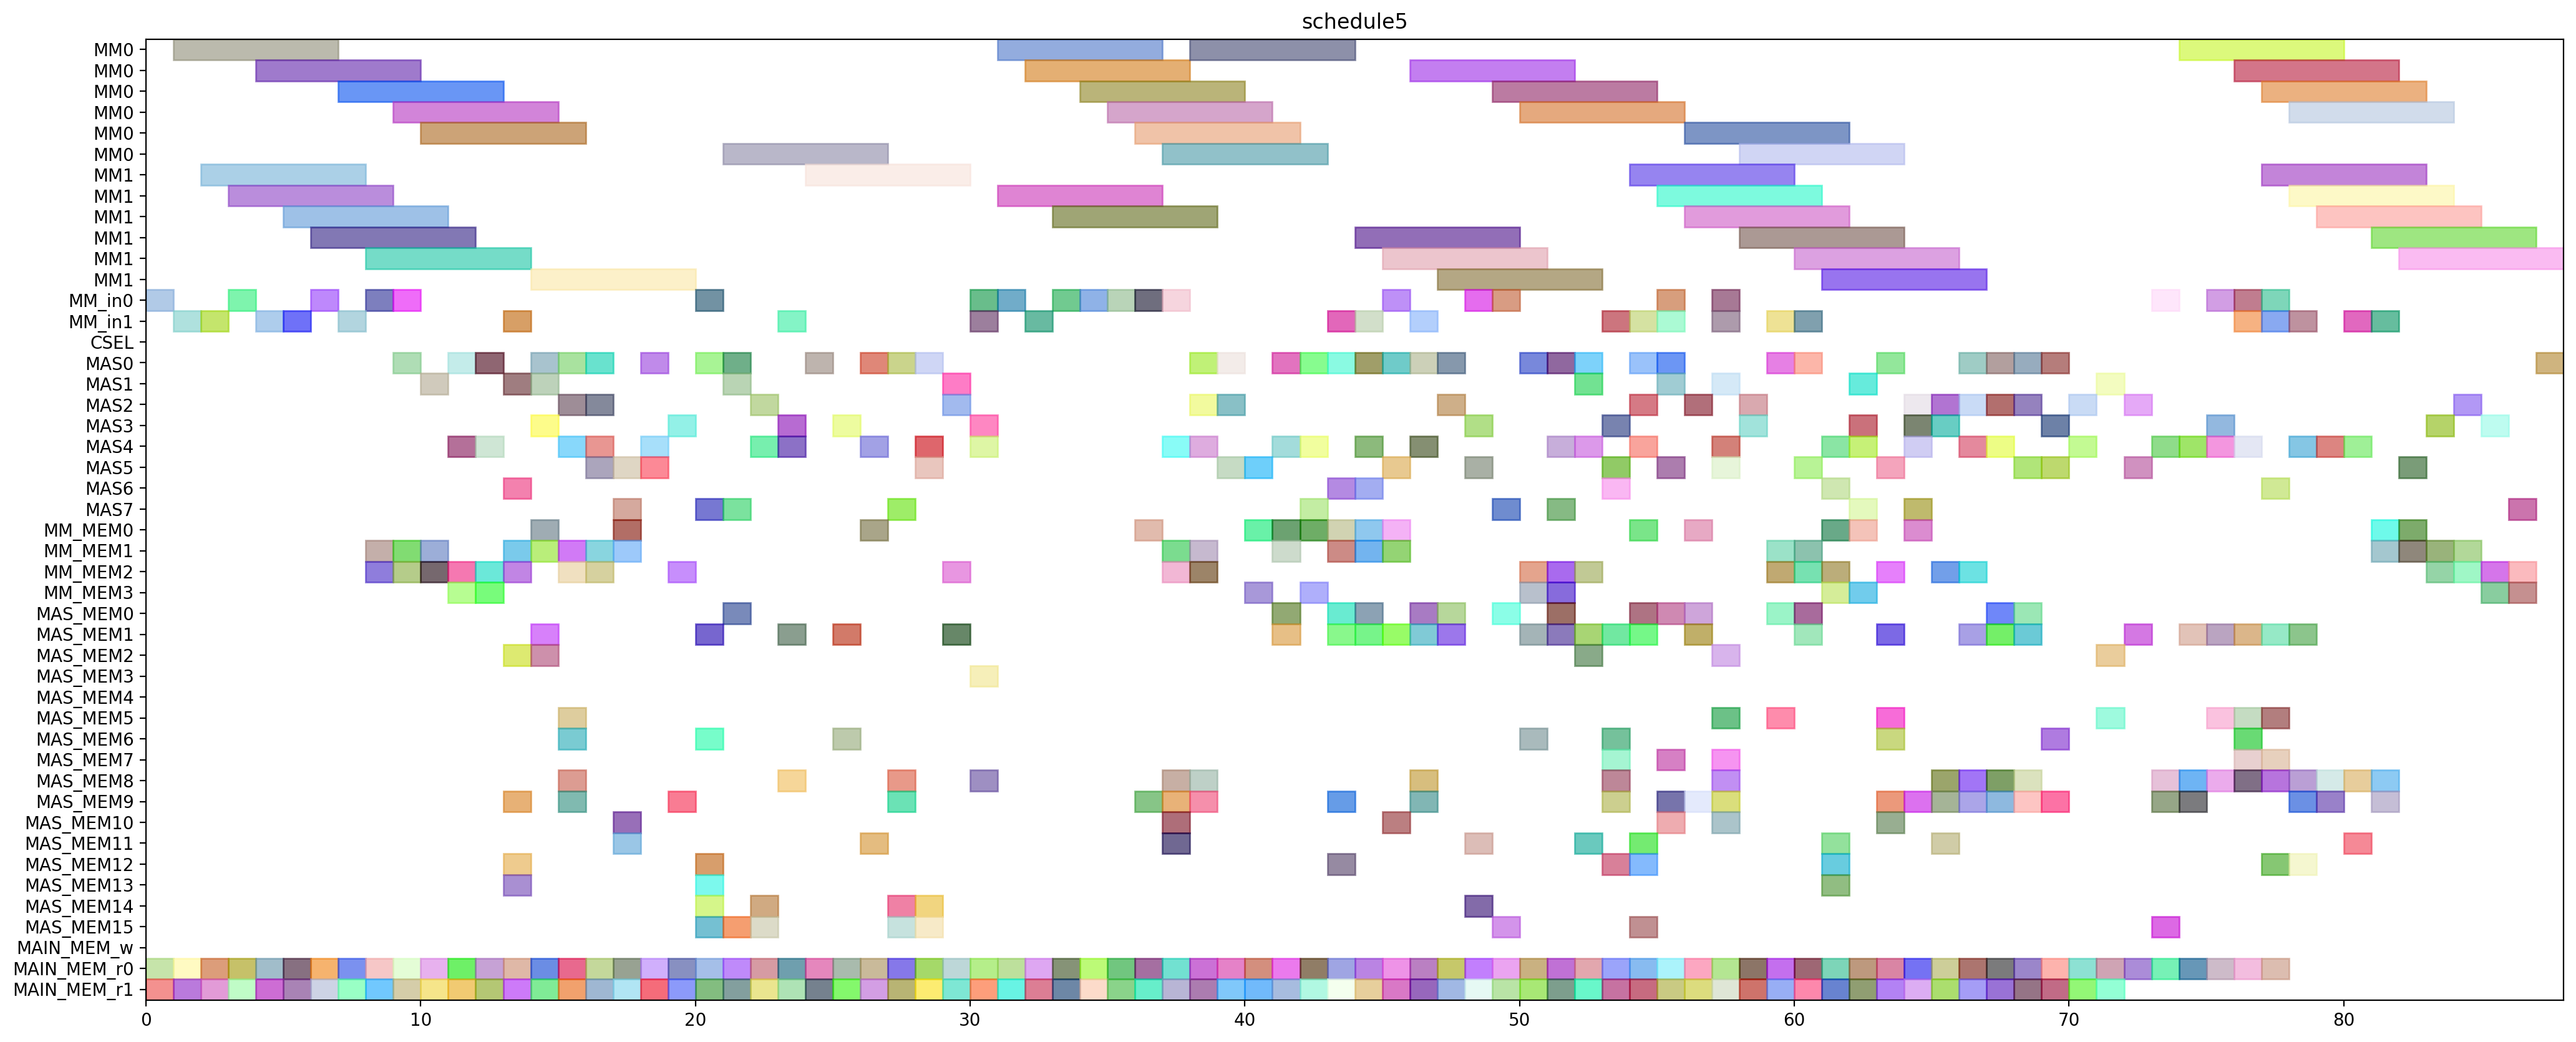 schedule5
MM0
MM0
MM0
MM0
MM0
MM0
MM1
MM1
MM1
MM1
MM1
MM1
MM_in0
MM_in1
CSEL
MAS0
MAS1
MAS2
MAS3
MAS4
MAS5
MAS6
MAS7
MM_MEM0
MM_MEM1
MM_MEM2
MM_MEM3
MAS_MEM0
MAS_MEM1
MAS_MEM2
MAS_MEM3
MAS_MEM4
MAS_MEM5
MAS_MEM6
MAS_MEM7
MAS_MEM8
MAS_MEM9
MAS_MEM10
MAS_MEM11
MAS_MEM12
MAS_MEM13
MAS_MEM14
MAS_MEM15
MAIN_MEM_w
MAIN_MEM_r0
MAIN_MEM_r1
0 10 20 30 40 50 60 70 80